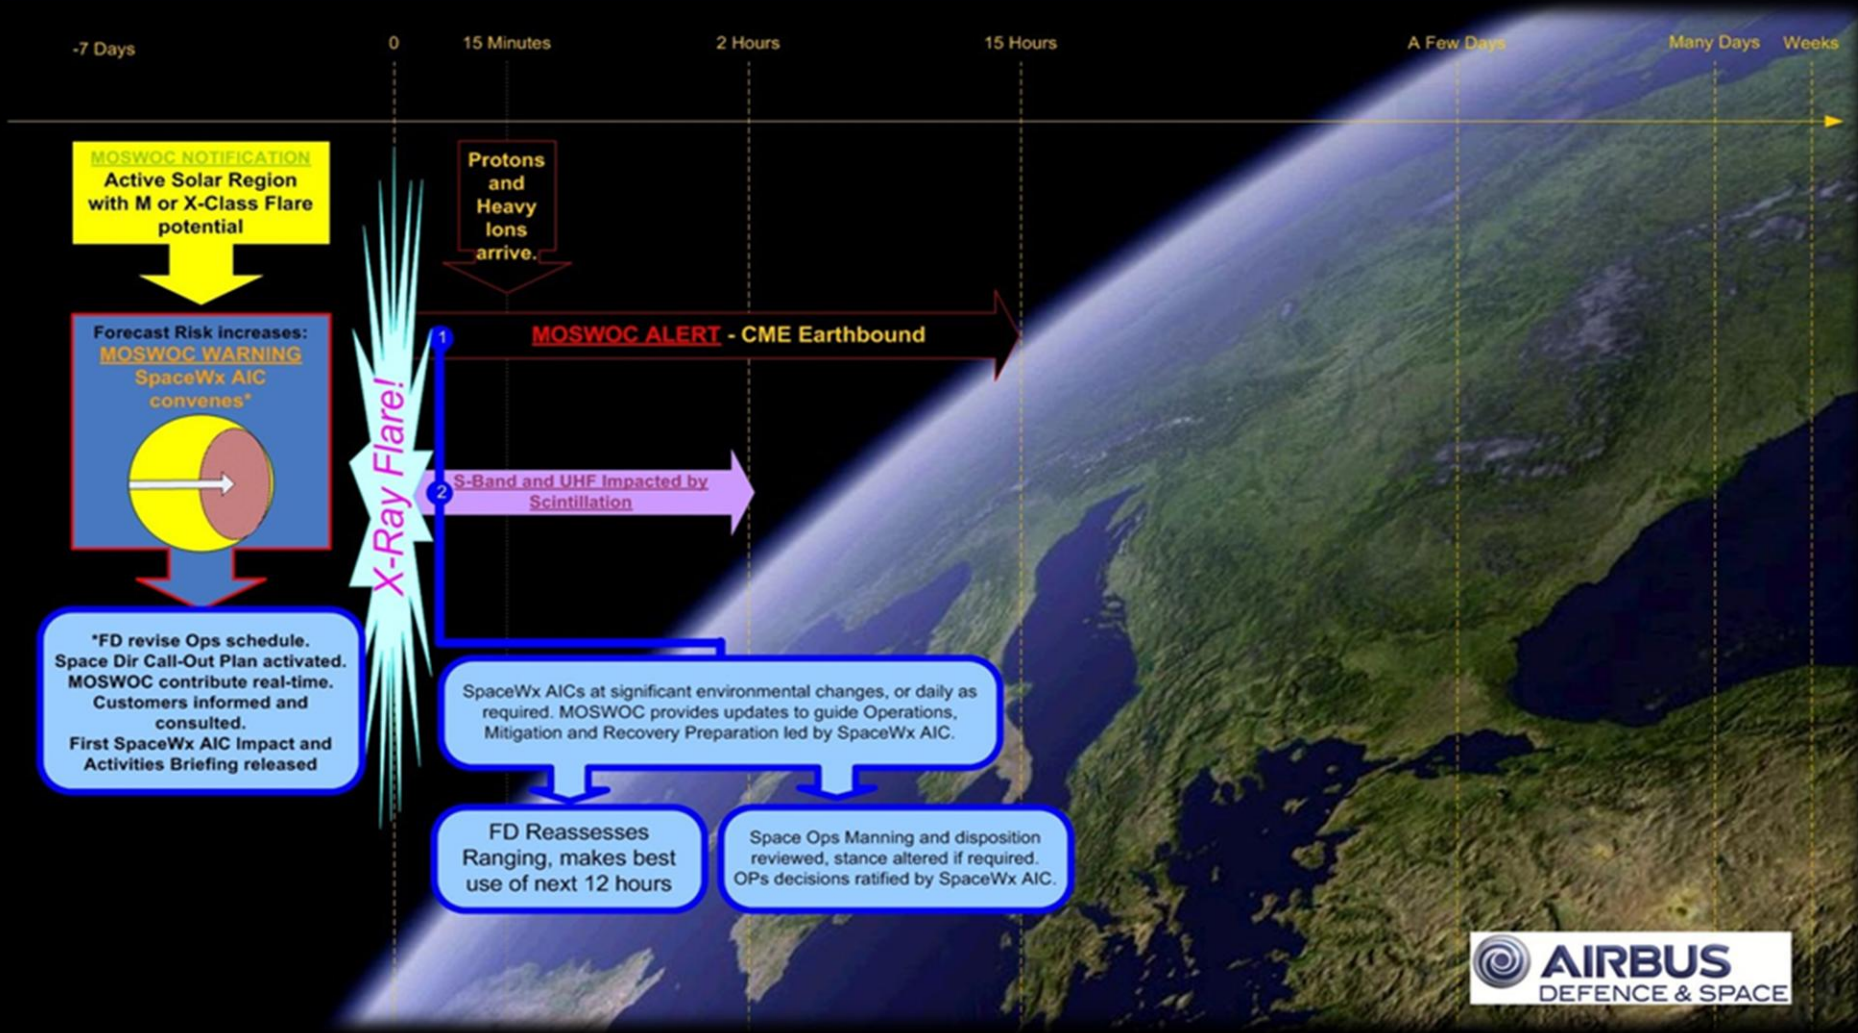 -7 Days
0
15 Minutes
2 Hours
15 Hours
A Few Days
Many Days
Weeks
MOSWOC NOTIFICATION
Active Solar Region
with M or X-Class Flare
potential
Forecast Risk increases:
MOSWOC WARNING
SpaceWx AIC
convenes*
*FD revise Ops schedule.
Space Dir Call-Out Plan activated.
MOSWOC contribute real-time.
Customers informed and
consulted.
First SpaceWx AIC Impact and
Activities Briefing released
X-Ray Flare!
Protons
and
Heavy
Ions
arrive.
1
MOSWOC ALERT - CME Earthbound
2
S-Band and UHF Impacted by
Scintillation
SpaceWx AICs at significant environmental changes, or daily as
required. MOSWOC provides updates to guide Operations,
Mitigation and Recovery Preparation led by SpaceWx AIC.
FD Reassesses
Ranging, makes best
use of next 12 hours
Space Ops Manning and disposition
reviewed, stance altered if required.
OPs decisions ratified by SpaceWx AIC.
AIRBUS
DEFENCE & SPACE